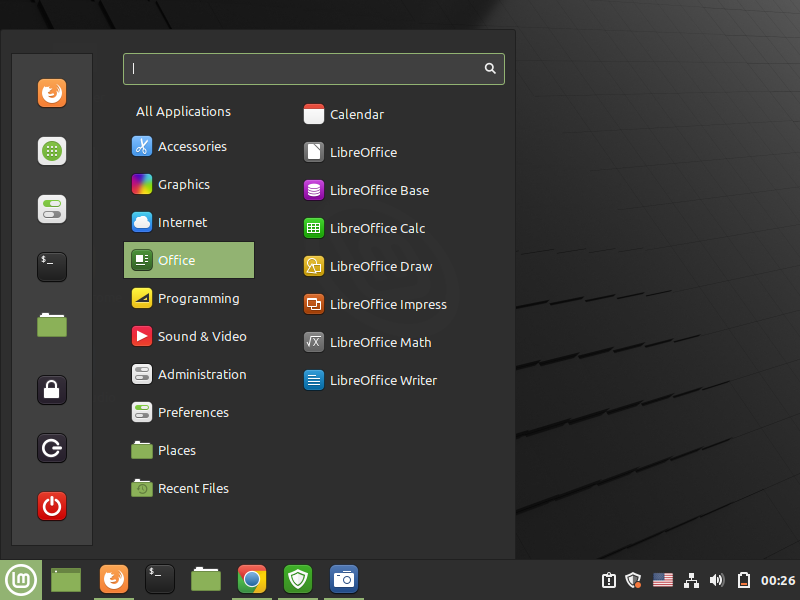 All Applications
Accessories
Graphics
Internet
Office
Programming
Sound & Video
Administration
Preferences
Places
Recent Files
Calendar
LibreOffice
LibreOffice Base
LibreOffice Calc
LibreOffice Draw
LibreOffice Impress
LibreOffice Math
LibreOffice Writer
00:26